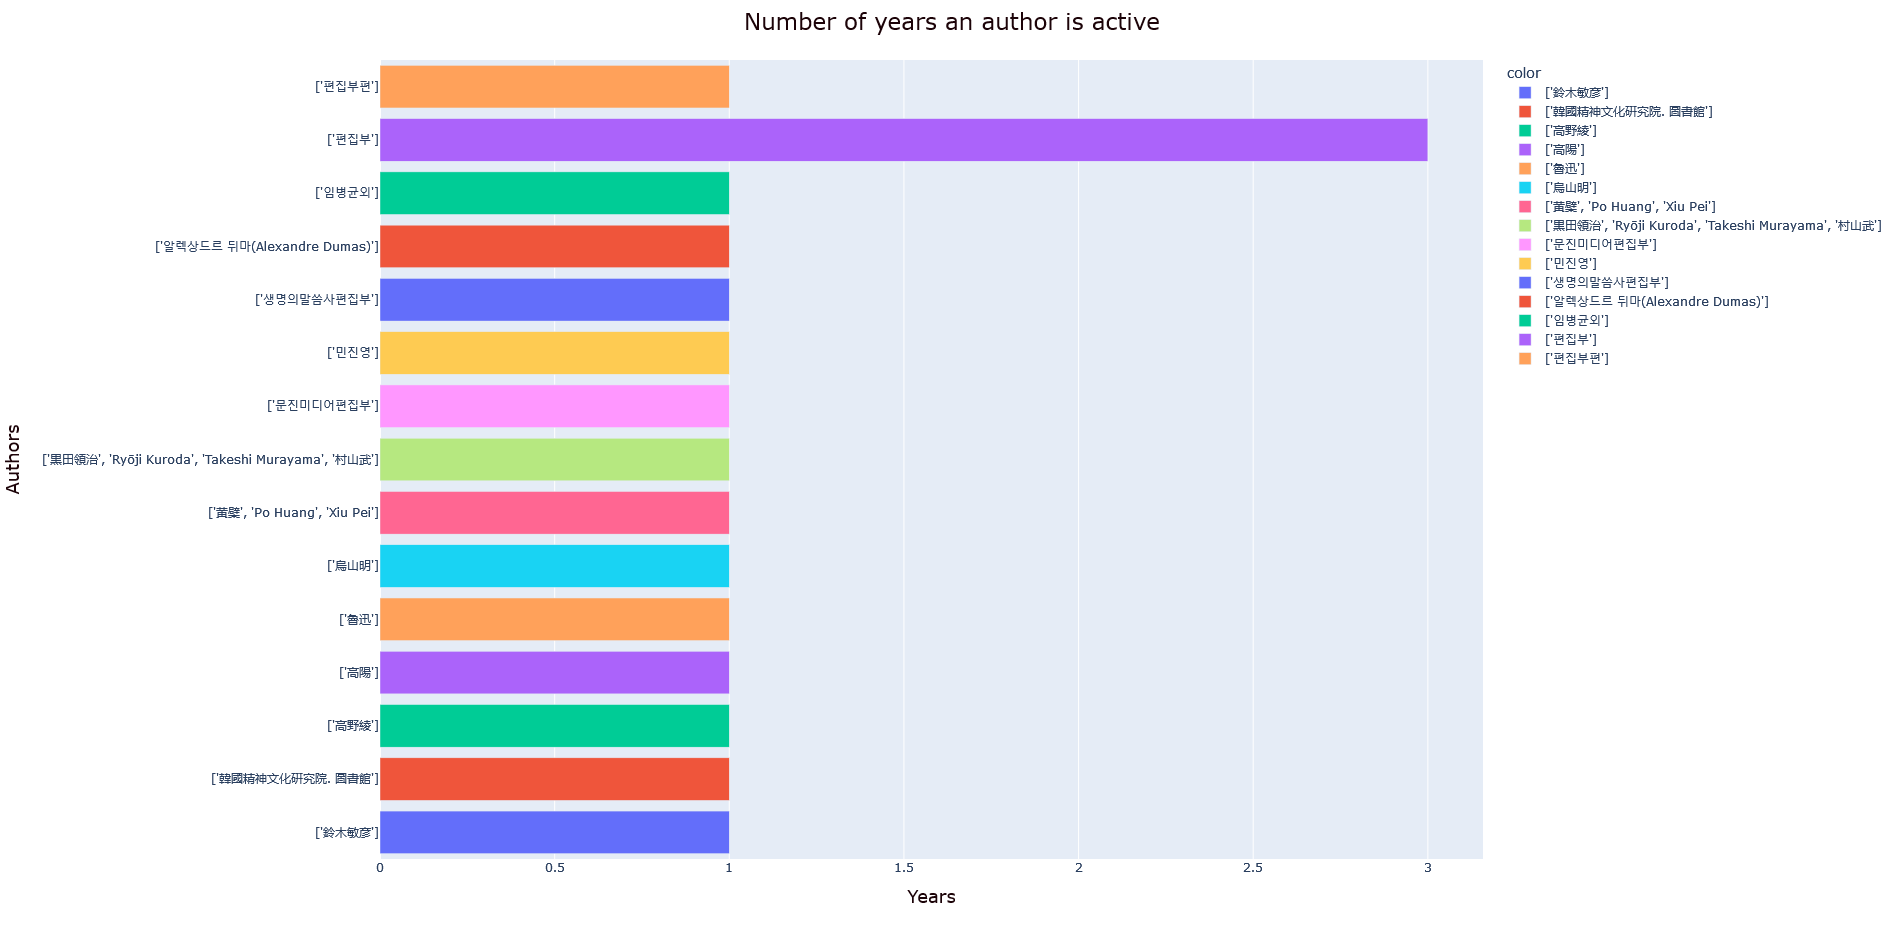 Number of years an author is active
['편집부편']
['편집부']
['임병균외']
['알렉상드르 뒤마(Alexandre Dumas)']
['생명의말씀사편집부']
['민진영']
['문진미디어편집부']
['黒田領治', 'Ryōji Kuroda', 'Takeshi Murayama', '村山武']
['黄檗', 'Po Huang', 'Xiu Pei']
['鳥山明']
['魯迅']
['高陽']
['高野綾']
['韓國精神文化硏究院. 圖書館']
['鈴木敏彦']
Authors
0 0.5 1 1.5 2 2.5 3
Years
color
['鈴木敏彦']
['韓國精神文化硏究院. 圖書館']
['高野綾']
['高陽']
['魯迅']
['鳥山明']
['黄檗', 'Po Huang', 'Xiu Pei']
['黒田領治', 'Ryōji Kuroda', 'Takeshi Murayama', '村山武']
['문진미디어편집부']
['민진영']
['생명의말씀사편집부']
['알렉상드르 뒤마(Alexandre Dumas)']
['임병균외']
['편집부']
['편집부편']